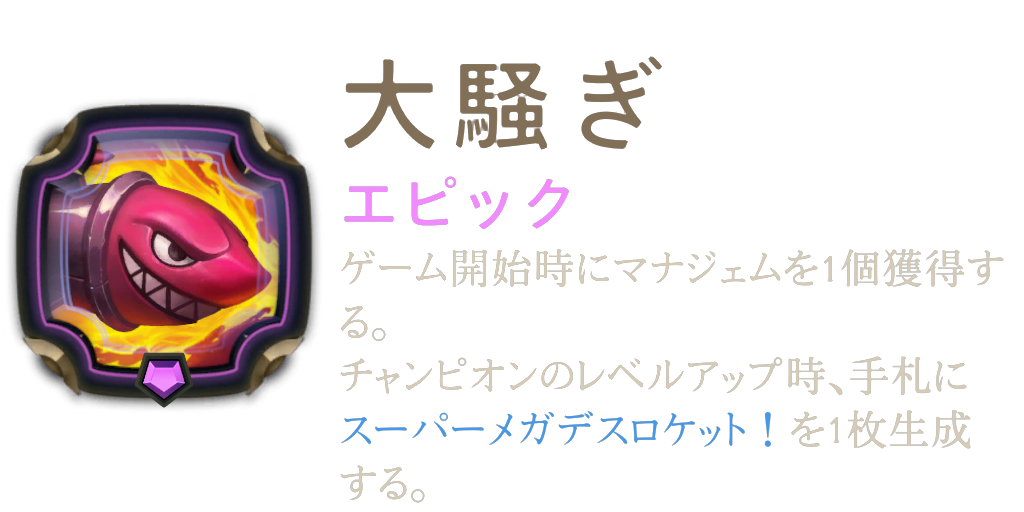 大騒ぎ
エピック
ゲーム開始時にマナジェムを1個獲得す
る。
チャンピオンのレベルアップ時、手札に
スーパーメガデスロケット！を1枚生成
する。